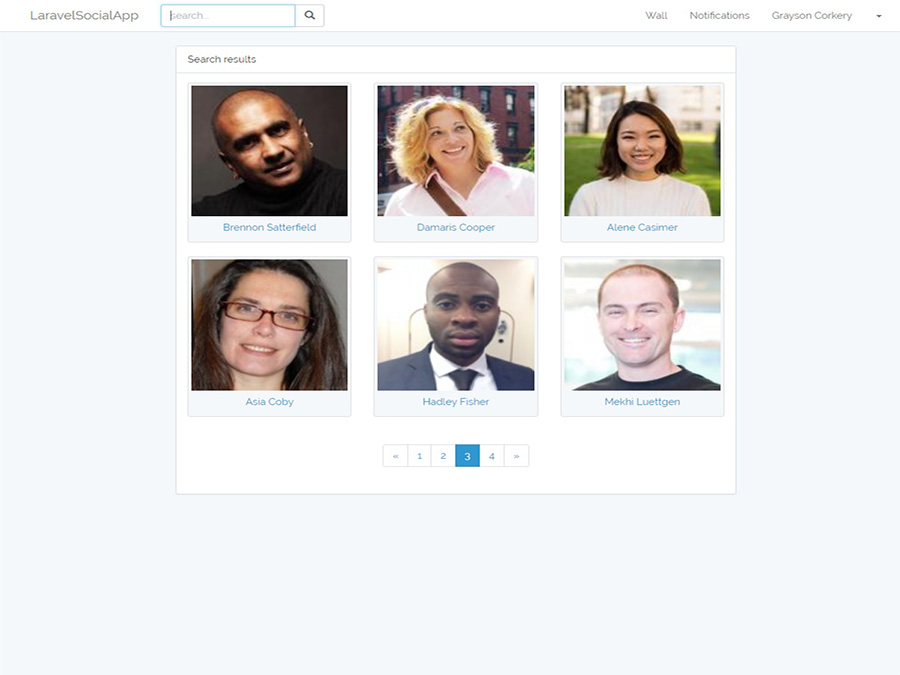 LaravelSocialApp search... Wall Notifications Grayson Corkery
Search results
Brennon Satterfield Damaris Cooper Alene Casimer
Asia Coby Hadley Fisher Mekhi Luettgen
« 1 2 3 4 »